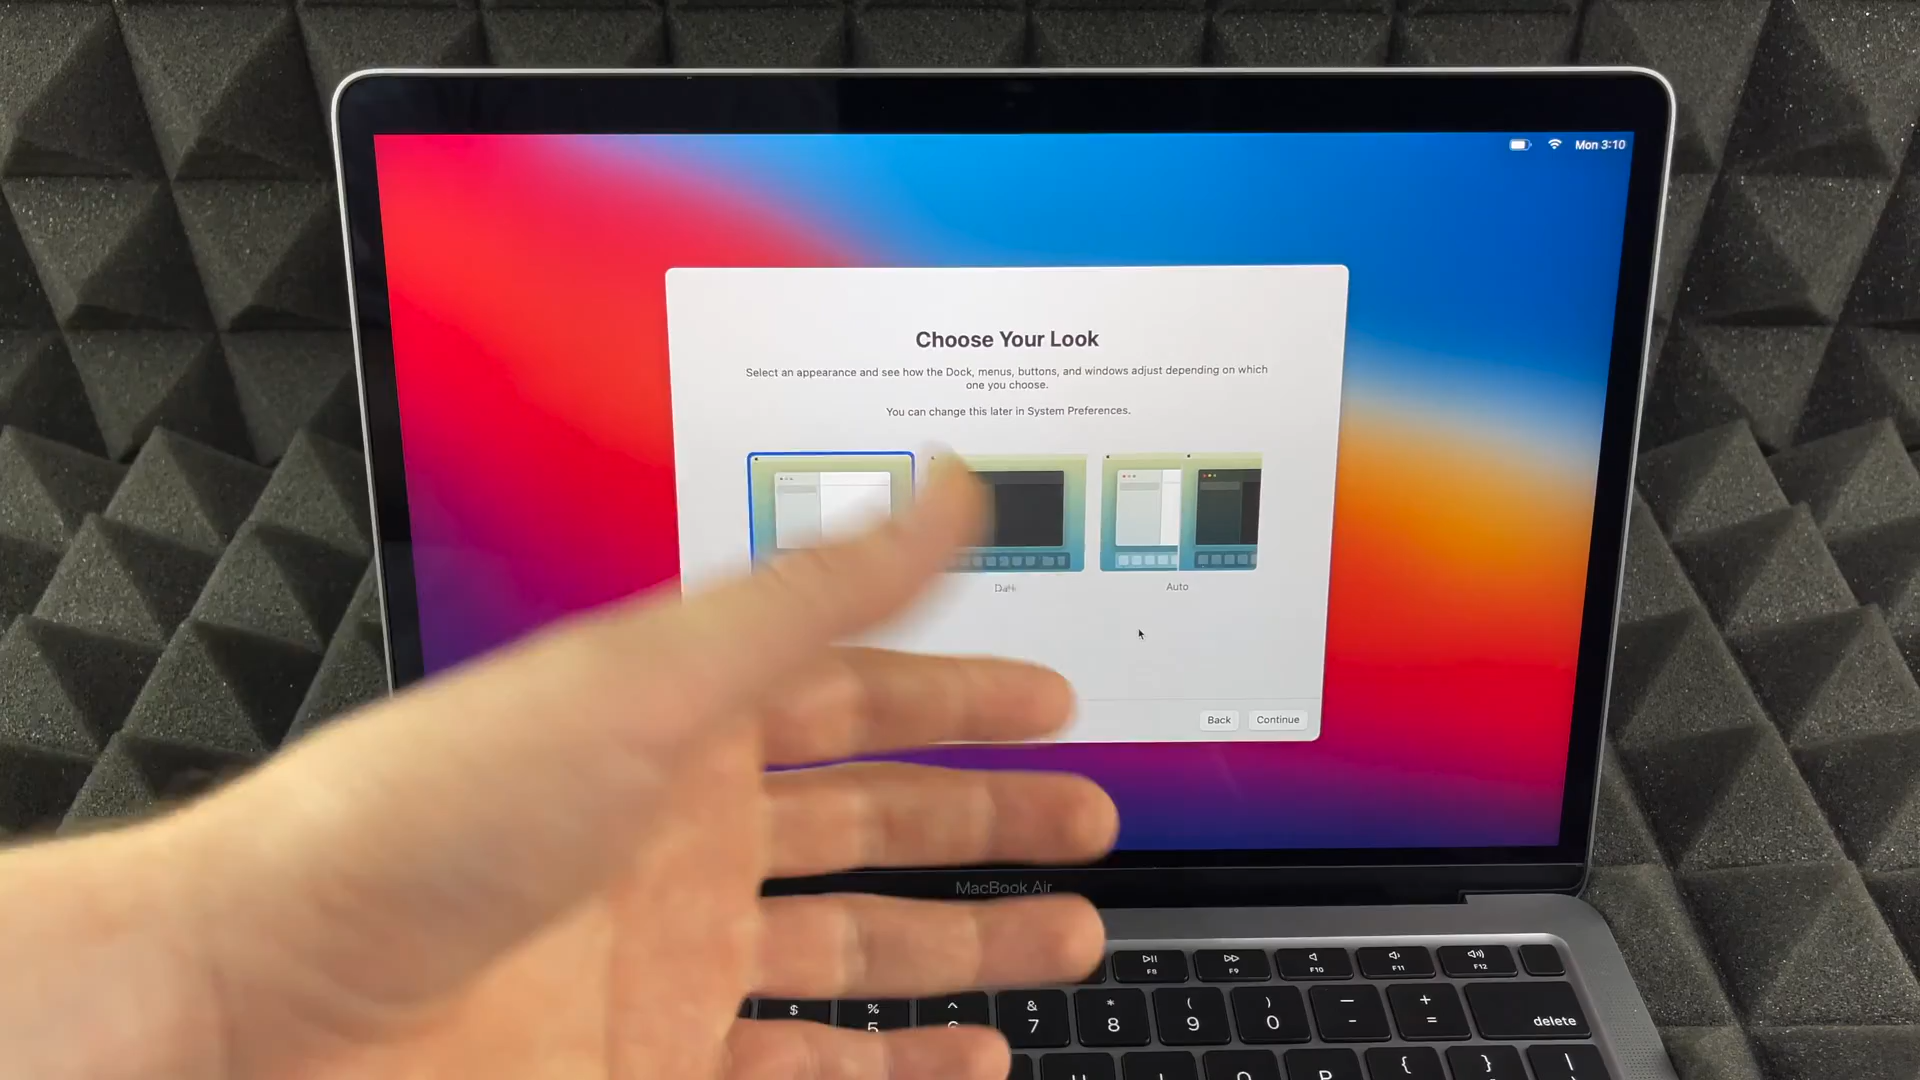 Mon 3:10
Choose Your Look
Select an appearance and see how the Dock, menus, buttons, and windows adjust depending on which
one you choose.
You can change this later in System Preferences.
Dark
Auto
Back
Continue
MacBook Air
F8
F9
F10
F11
F12
$
% 5
^
& 7
* 8
( 9
) 0
— -
+ =
delete
{
}
|